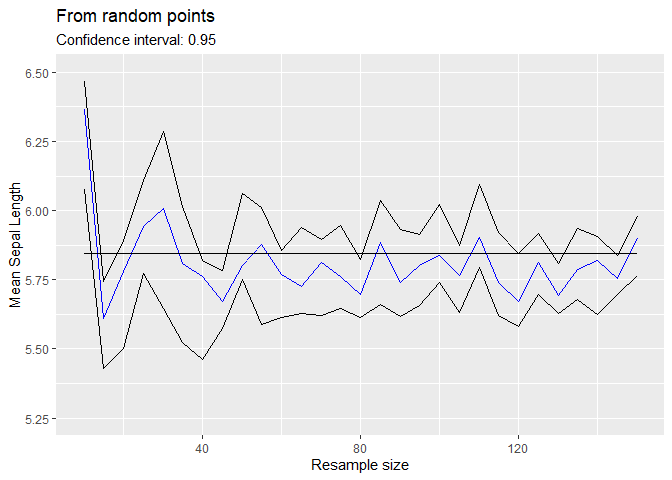 From random points
Confidence interval: 0.95
6.50
6.25
6.00
5.75
5.50
5.25
Mean Sepal Length
40 80 120
Resample size